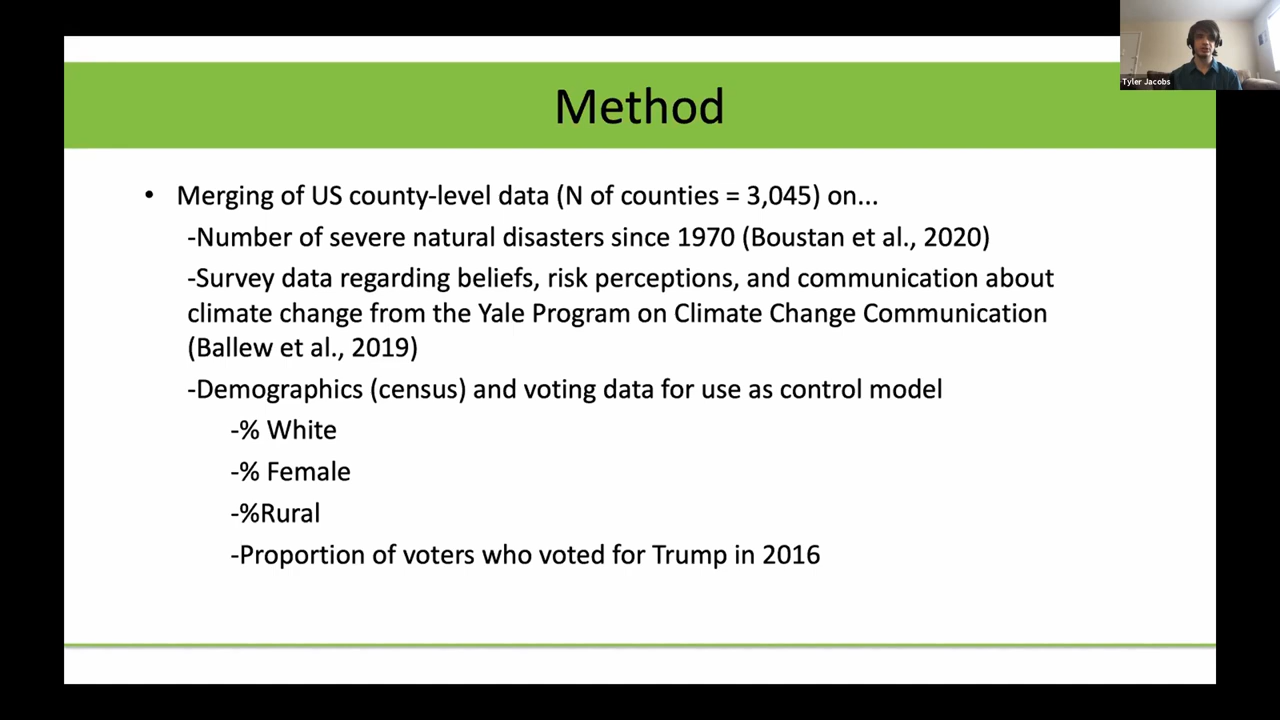 Method
• Merging of US county-level data (N of counties = 3,045) on...
-Number of severe natural disasters since 1970 (Boustan et al., 2020)
-Survey data regarding beliefs, risk perceptions, and communication about
climate change from the Yale Program on Climate Change Communication
(Ballew et al., 2019)
-Demographics (census) and voting data for use as control model
-% White
-% Female
-%Rural
-Proportion of voters who voted for Trump in 2016
Tyler Jacobs